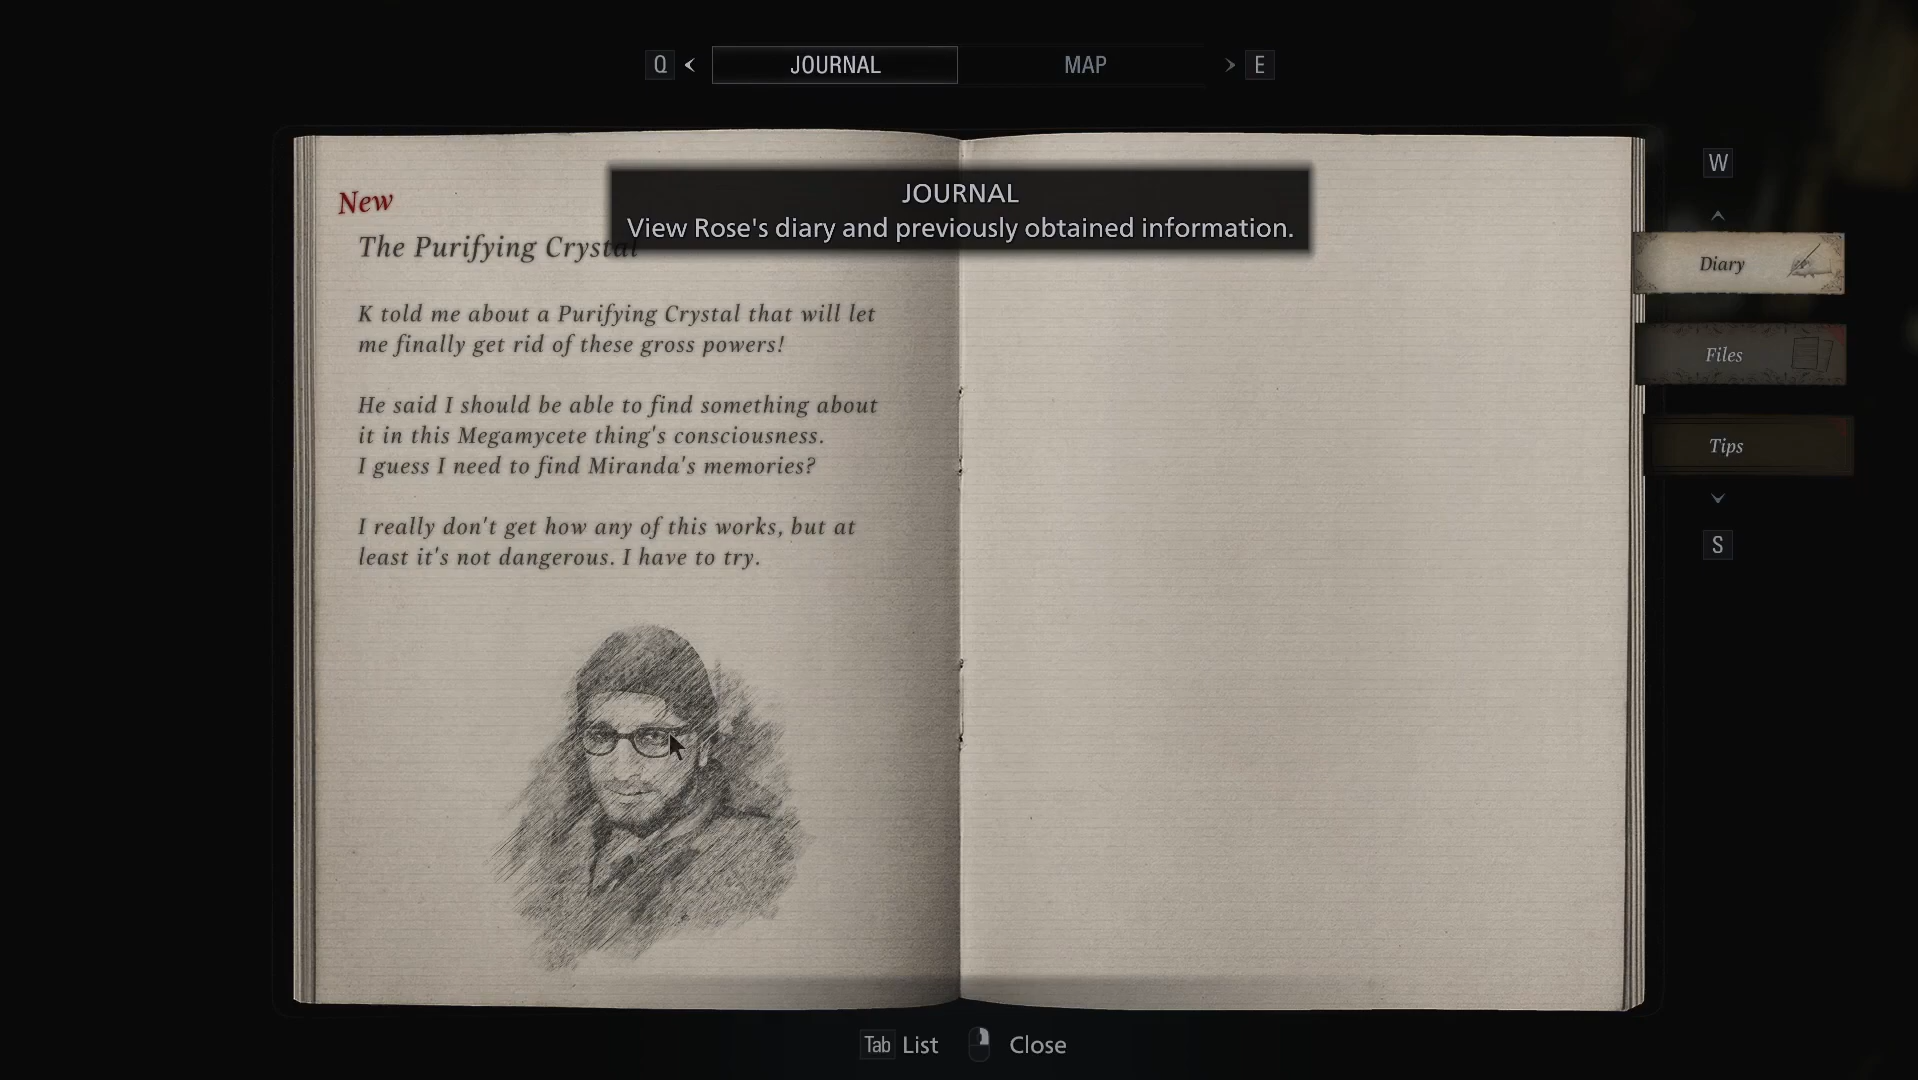 Q
JOURNAL
MAP
E
JOURNAL
View Rose's diary and previously obtained information.
New
The Purifying Crystal
K told me about a Purifying Crystal that will let
me finally get rid of these gross powers!
He said I should be able to find something about
it in this Megamycete thing's consciousness.
I guess I need to find Miranda's memories?
I really don't get how any of this works, but at
least it's not dangerous. I have to try.
W
Diary
Files
Tips
S
Tab List
Close